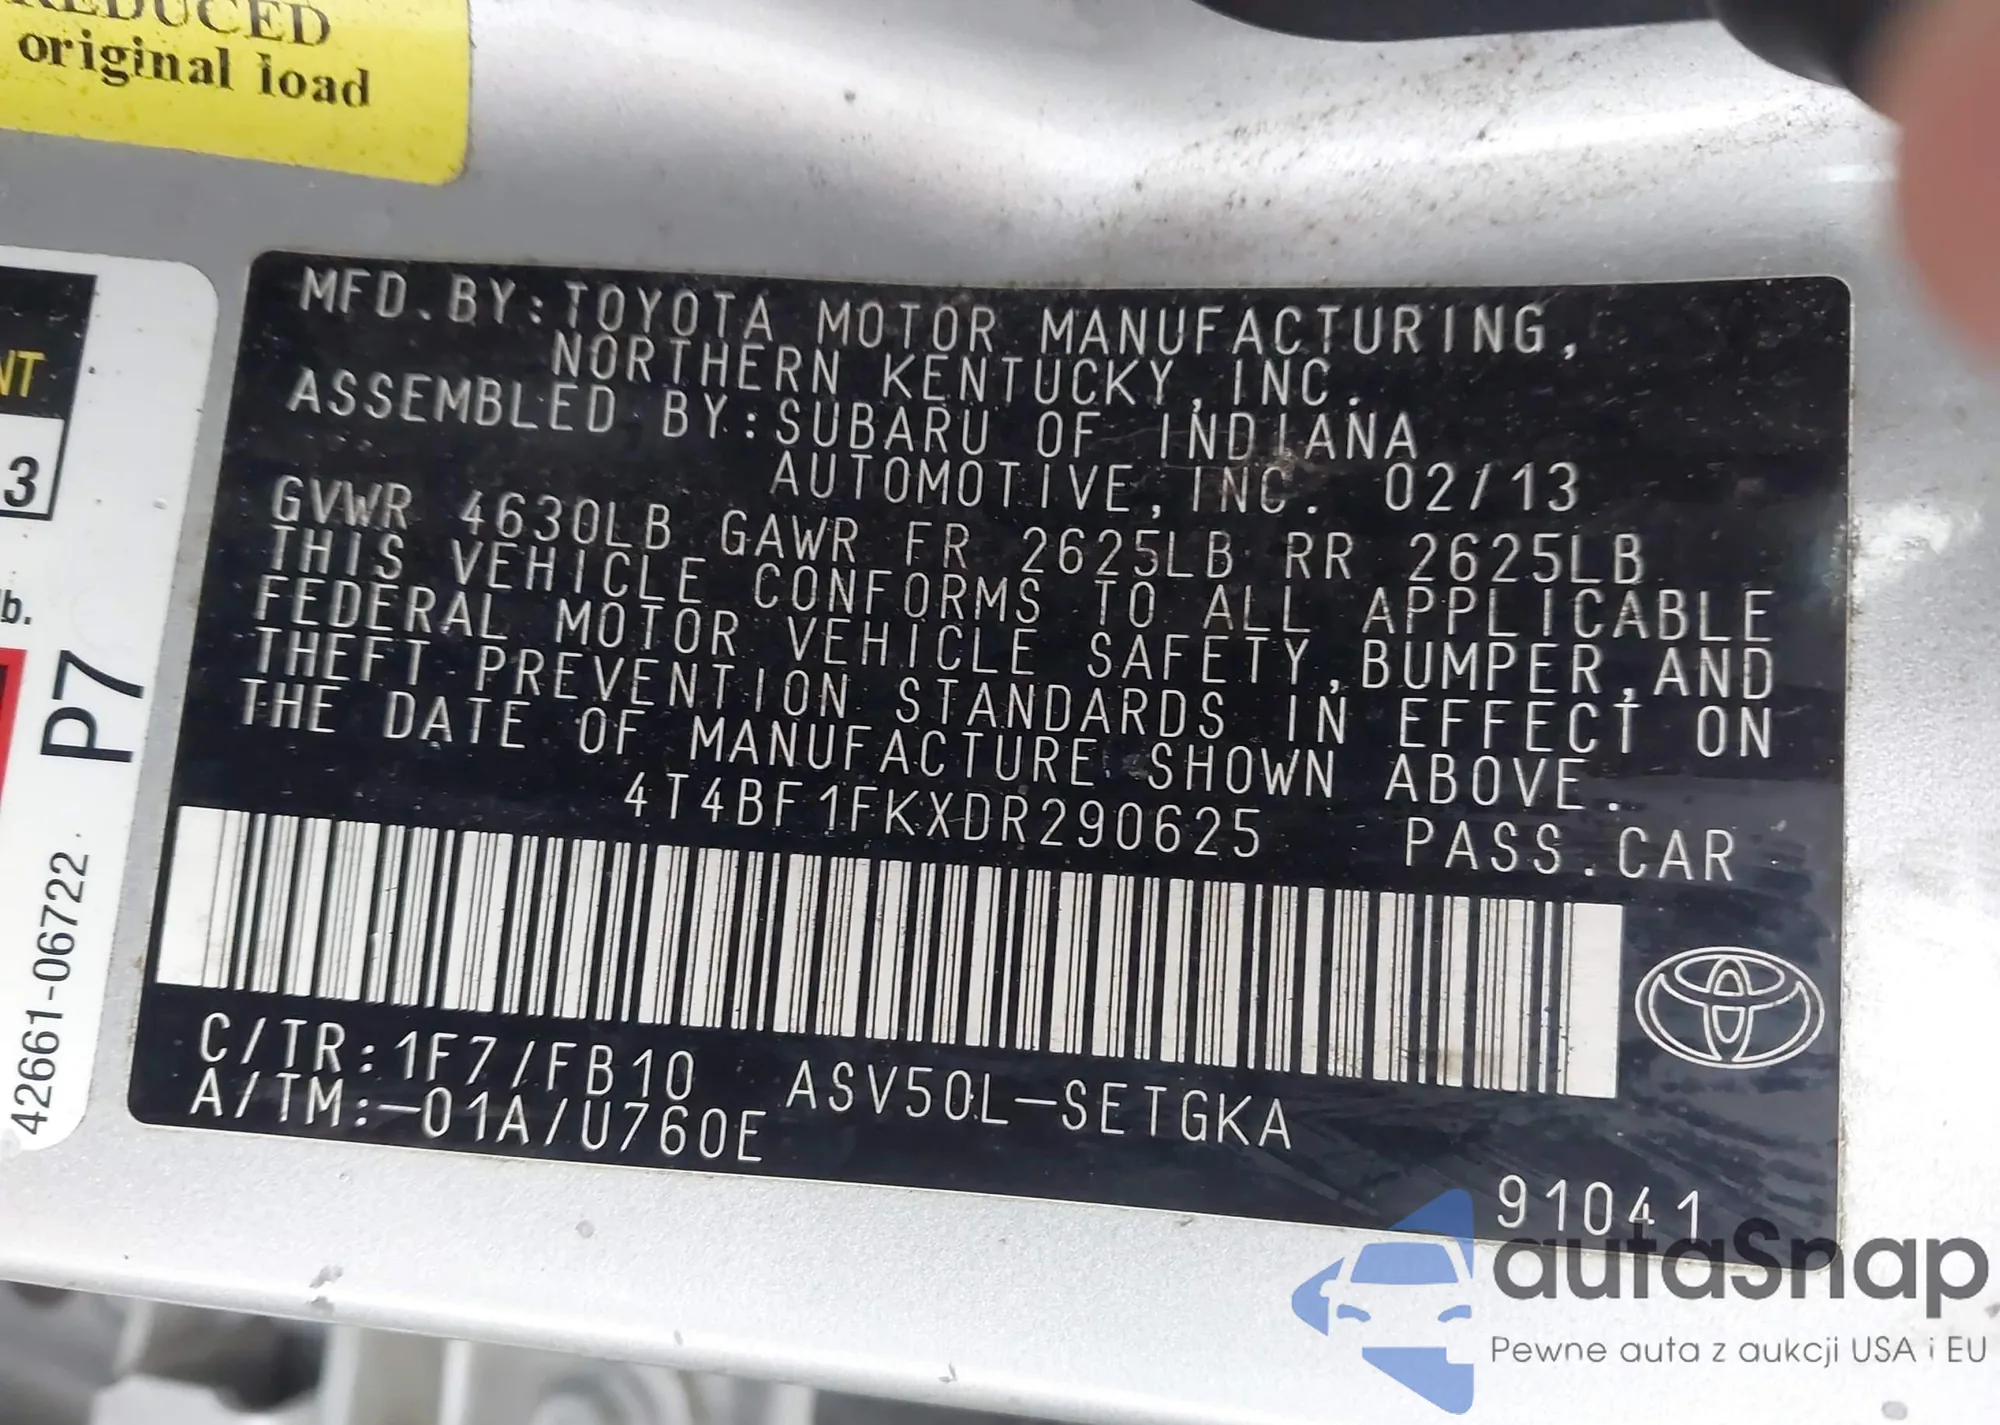 REDUCED
original load
NT
3
lb.
P7
42661-06722
MFD.BY:TOYOTA MOTOR MANUFACTURING,
NORTHERN KENTUCKY,INC.
ASSEMBLED BY:SUBARU OF INDIANA
AUTOMOTIVE,INC. 02/13
GVWR 4630LB GAWR FR 2625LB RR 2625LB
THIS VEHICLE CONFORMS TO ALL APPLICABLE
FEDERAL MOTOR VEHICLE SAFETY,BUMPER,AND
THEFT PREVENTION STANDARDS IN EFFECT ON
THE DATE OF MANUFACTURE SHOWN ABOVE.
4T4BF1FKXDR290625 PASS.CAR
C/TR:1F7/FB10 ASV50L-SETGKA
A/TM:-01A/U760E
91041
autaSnap
Pewne auta z aukcji USA i EU